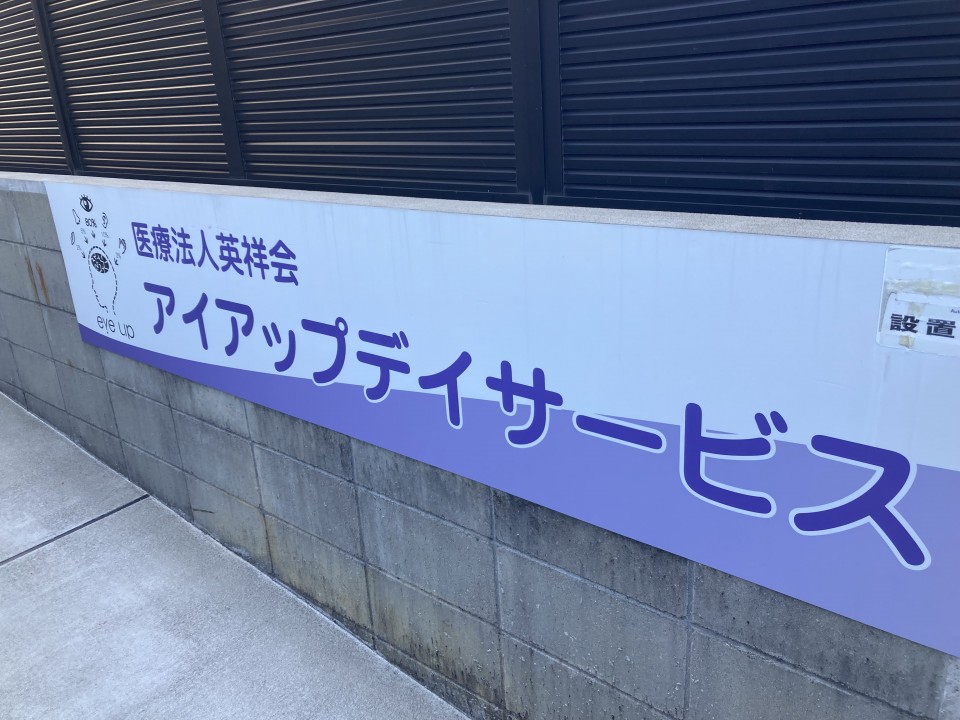 80%
医療法人英祥会
アイアップデイサービス
eye up
設置